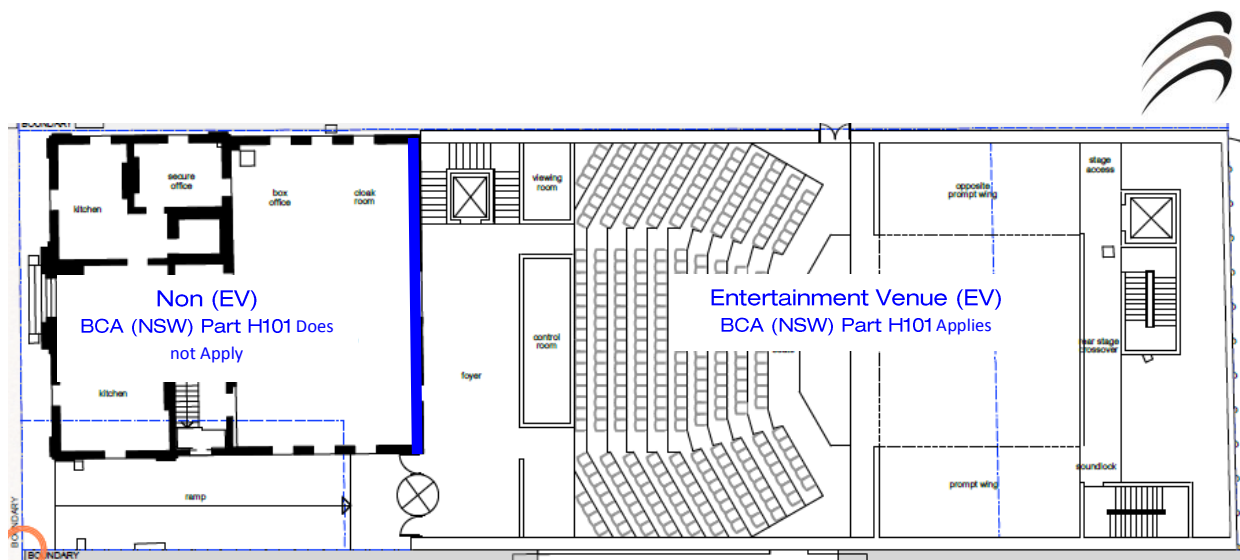 BOUNDARY
secure
office
kitchen
box
office
cloak
room
viewing
room
opposite
prompt wing
stage
access
Non (EV)
BCA (NSW) Part H101 Does
not Apply
Entertainment Venue (EV)
BCA (NSW) Part H101 Applies
control
room
rear stage
crossover
foyer
kitchen
soundlock
prompt wing
ramp
BOUNDARY
BOUNDARY